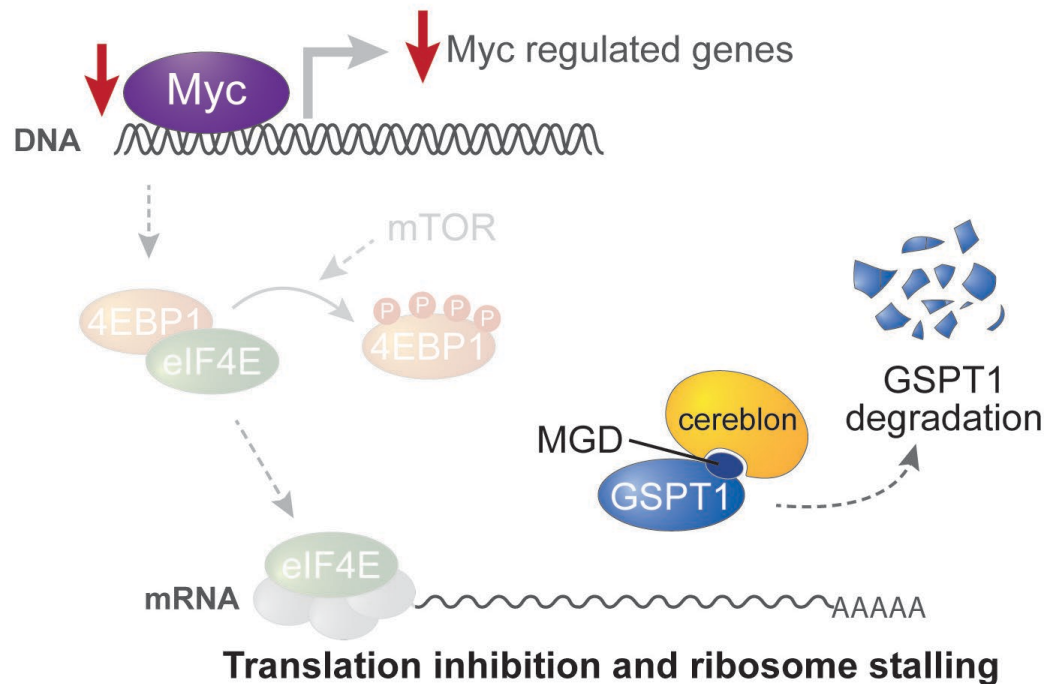 Myc
Myc regulated genes
DNA
mTOR
4EBP1
eIF4E
P P P P
4EBP1
GSPT1
degradation
cereblon
MGD
GSPT1
eIF4E
mRNA
AAAAA
Translation inhibition and ribosome stalling